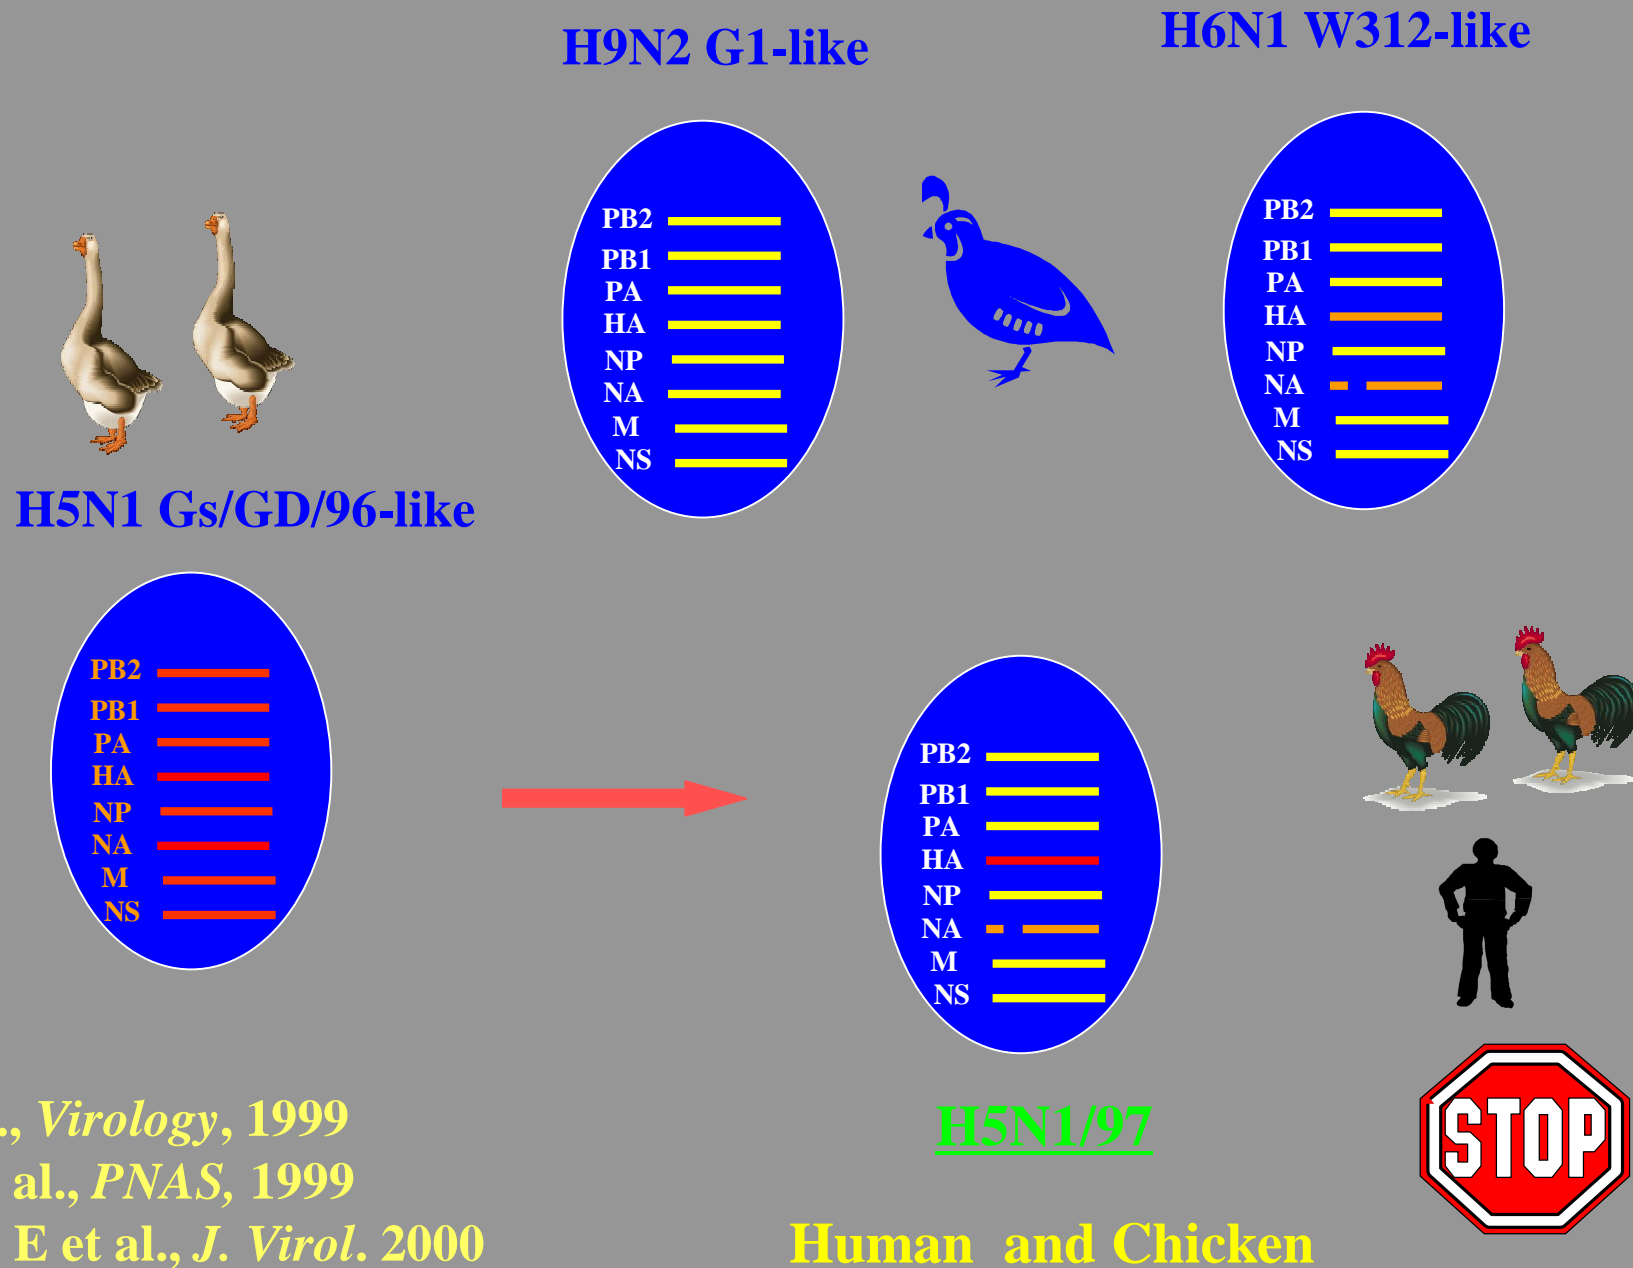 H9N2 G1-like
H6N1 W312-like
PB2
PB1
PA
HA
NP
NA
M
NS
PB2
PB1
PA
HA
NP
NA
M
NS
H5N1 Gs/GD/96-like
PB2
PB1
PA
HA
NP
NA
M
NS
PB2
PB1
PA
HA
NP
NA
M
NS
H5N1/97
STOP
., Virology, 1999
al., PNAS, 1999
E et al., J. Virol. 2000
Human and Chicken